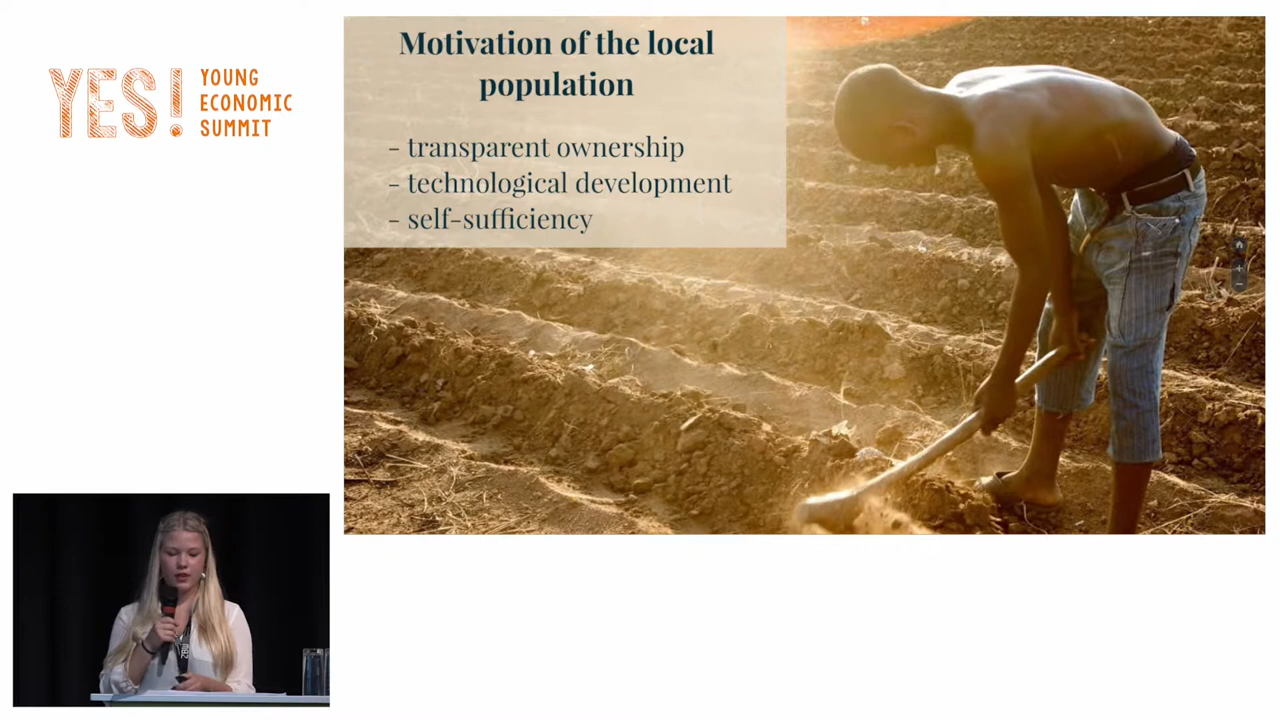 YES!
YOUNG
ECONOMIC
SUMMIT
Motivation of the local
population
- transparent ownership
- technological development
- self-sufficiency